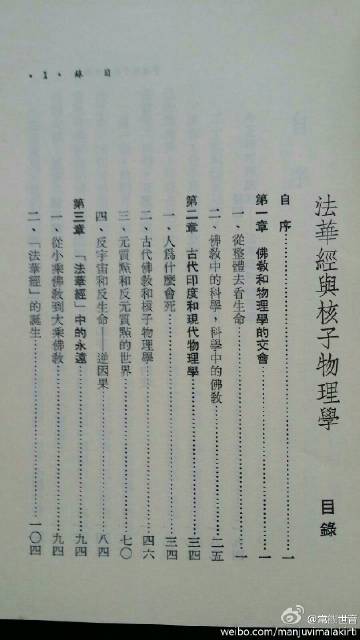 法華經與核子物理學
目錄
自序⋯⋯一
第一章 佛教和物理學的交會⋯⋯一
一、從整體去看生命⋯⋯一
二、佛教中的科學，科學中的佛教⋯⋯二五
第二章 古代印度和現代物理學⋯⋯三四
一、人為什麼會死⋯⋯三四
二、古代佛教和核子物理學⋯⋯四六
三、元質點和反元質點的世界⋯⋯七〇
四、反宇宙和反生命、逆因果⋯⋯八四
第三章 「法華經」中的永遠⋯⋯九四
一、從小乘佛教到大乘佛教⋯⋯九四
二、「法華經」的誕生⋯⋯一〇四
•1、錄目
weibo.com/manjuvimalakirti